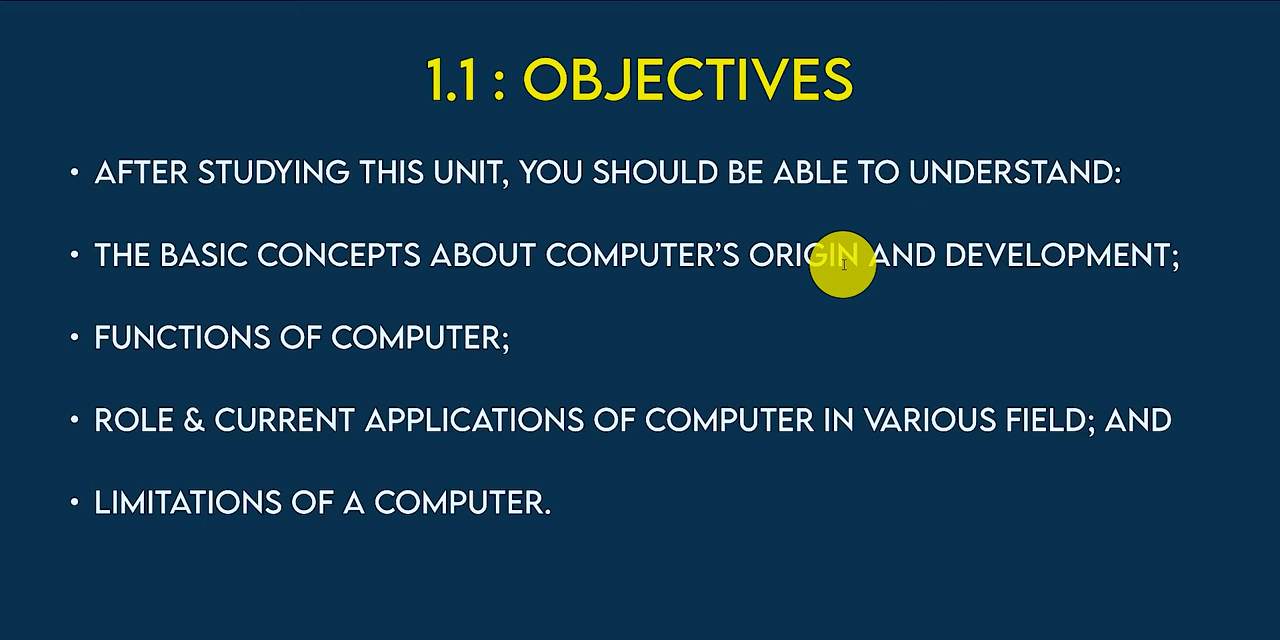 1.1 : OBJECTIVES
• AFTER STUDYING THIS UNIT, YOU SHOULD BE ABLE TO UNDERSTAND:
• THE BASIC CONCEPTS ABOUT COMPUTER’S ORIGIN AND DEVELOPMENT;
• FUNCTIONS OF COMPUTER;
• ROLE & CURRENT APPLICATIONS OF COMPUTER IN VARIOUS FIELD; AND
• LIMITATIONS OF A COMPUTER.